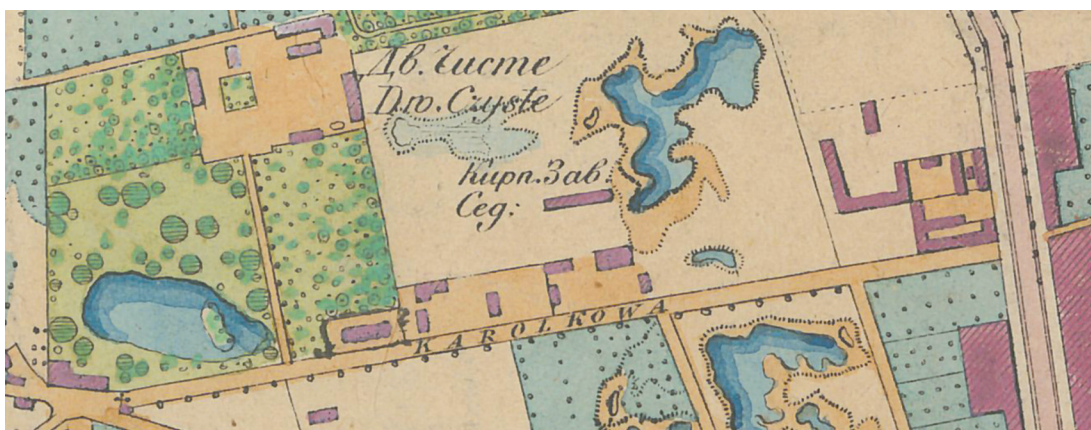 Дв. Чисте
Dw. Czyste
Кирп. Зав.
Сед:
KAROLKOWA